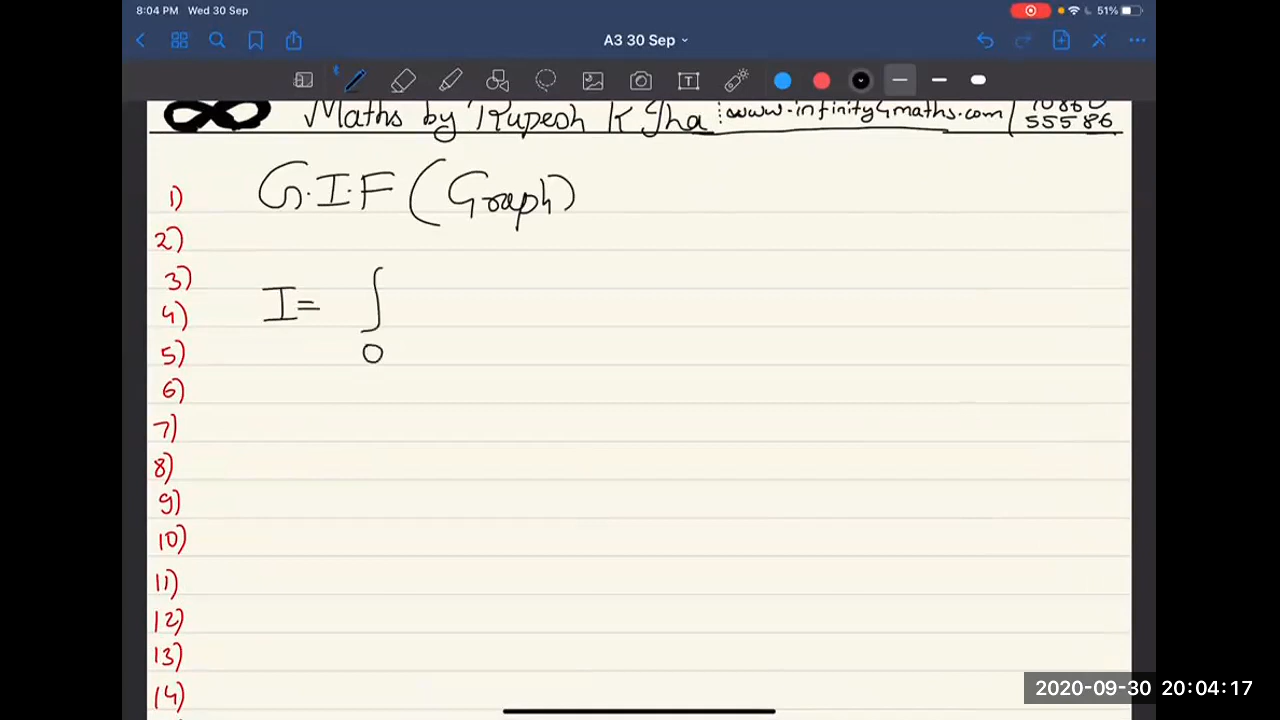 8:04 PM Wed 30 Sep
51%
A3 30 Sep
Maths by Rupesh K Jha
www.infinity4maths.com
55586
1) G.I.F (Graph)
2)
3)
I = ∫
4)
0
5)
6)
7)
8)
9)
10)
11)
12)
13)
14)
2020-09-30 20:04:17